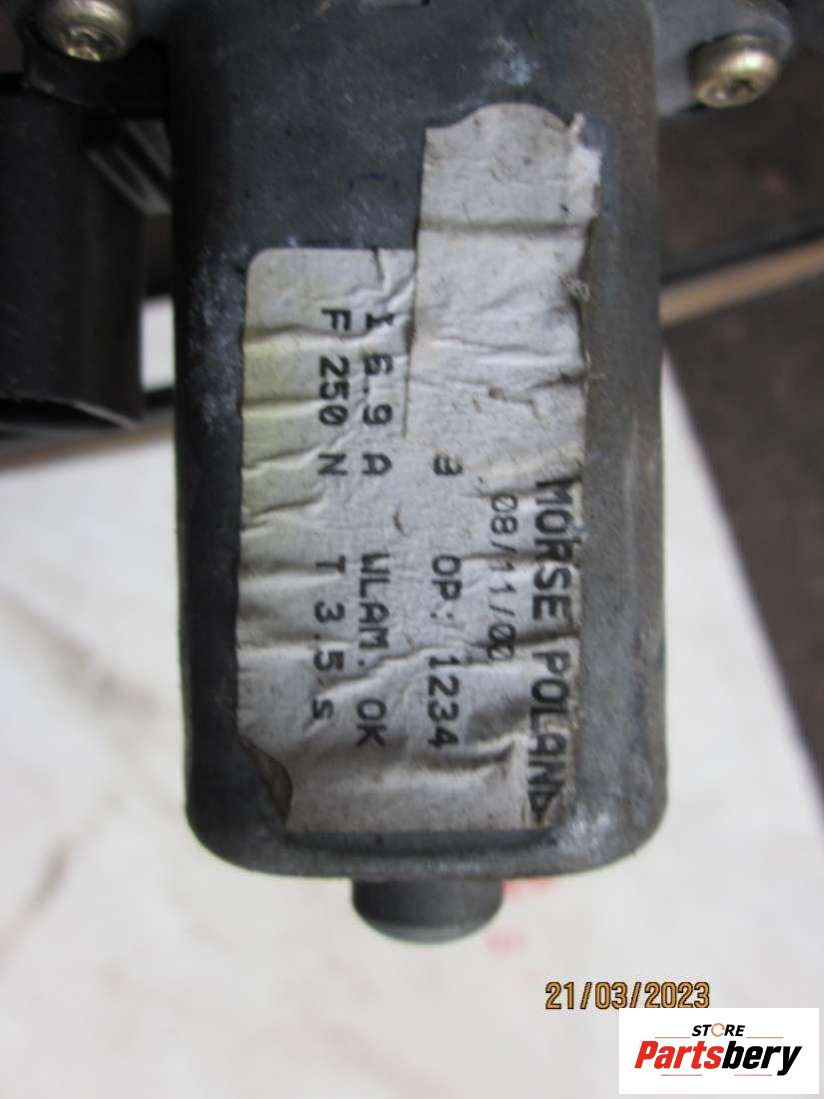 MORSE POLAND
08/11/00
9 OP: 1234
I 6.9 A WLAM. OK
F 250 N T 3.5 s
21/03/2023
STORE
Partsbery